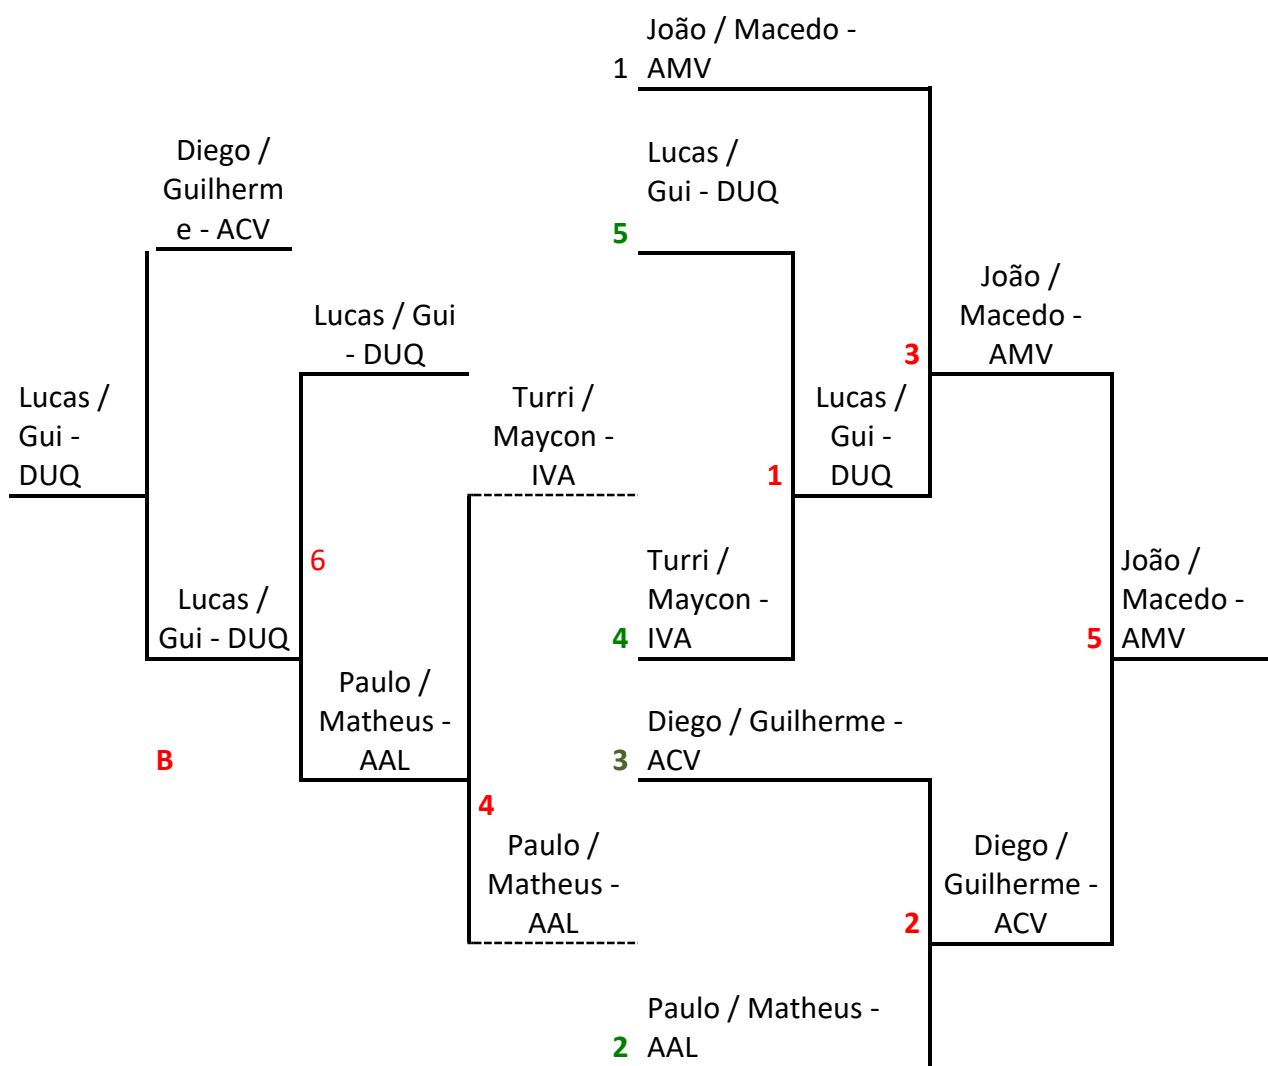 João / Macedo -
1 AMV
Diego /
Guilherm
e - ACV
Lucas /
Gui - DUQ
5
Lucas / Gui
- DUQ
João /
Macedo -
AMV
3
Lucas /
Gui -
DUQ
Turri /
Maycon -
IVA
Lucas /
Gui -
DUQ
1
6
Lucas /
Gui - DUQ
Turri /
Maycon -
4 IVA
João /
Macedo -
5 AMV
Paulo /
Matheus -
AAL
B
Diego / Guilherme -
3 ACV
4
Paulo /
Matheus -
AAL
Diego /
Guilherme -
ACV
2
Paulo / Matheus -
2 AAL